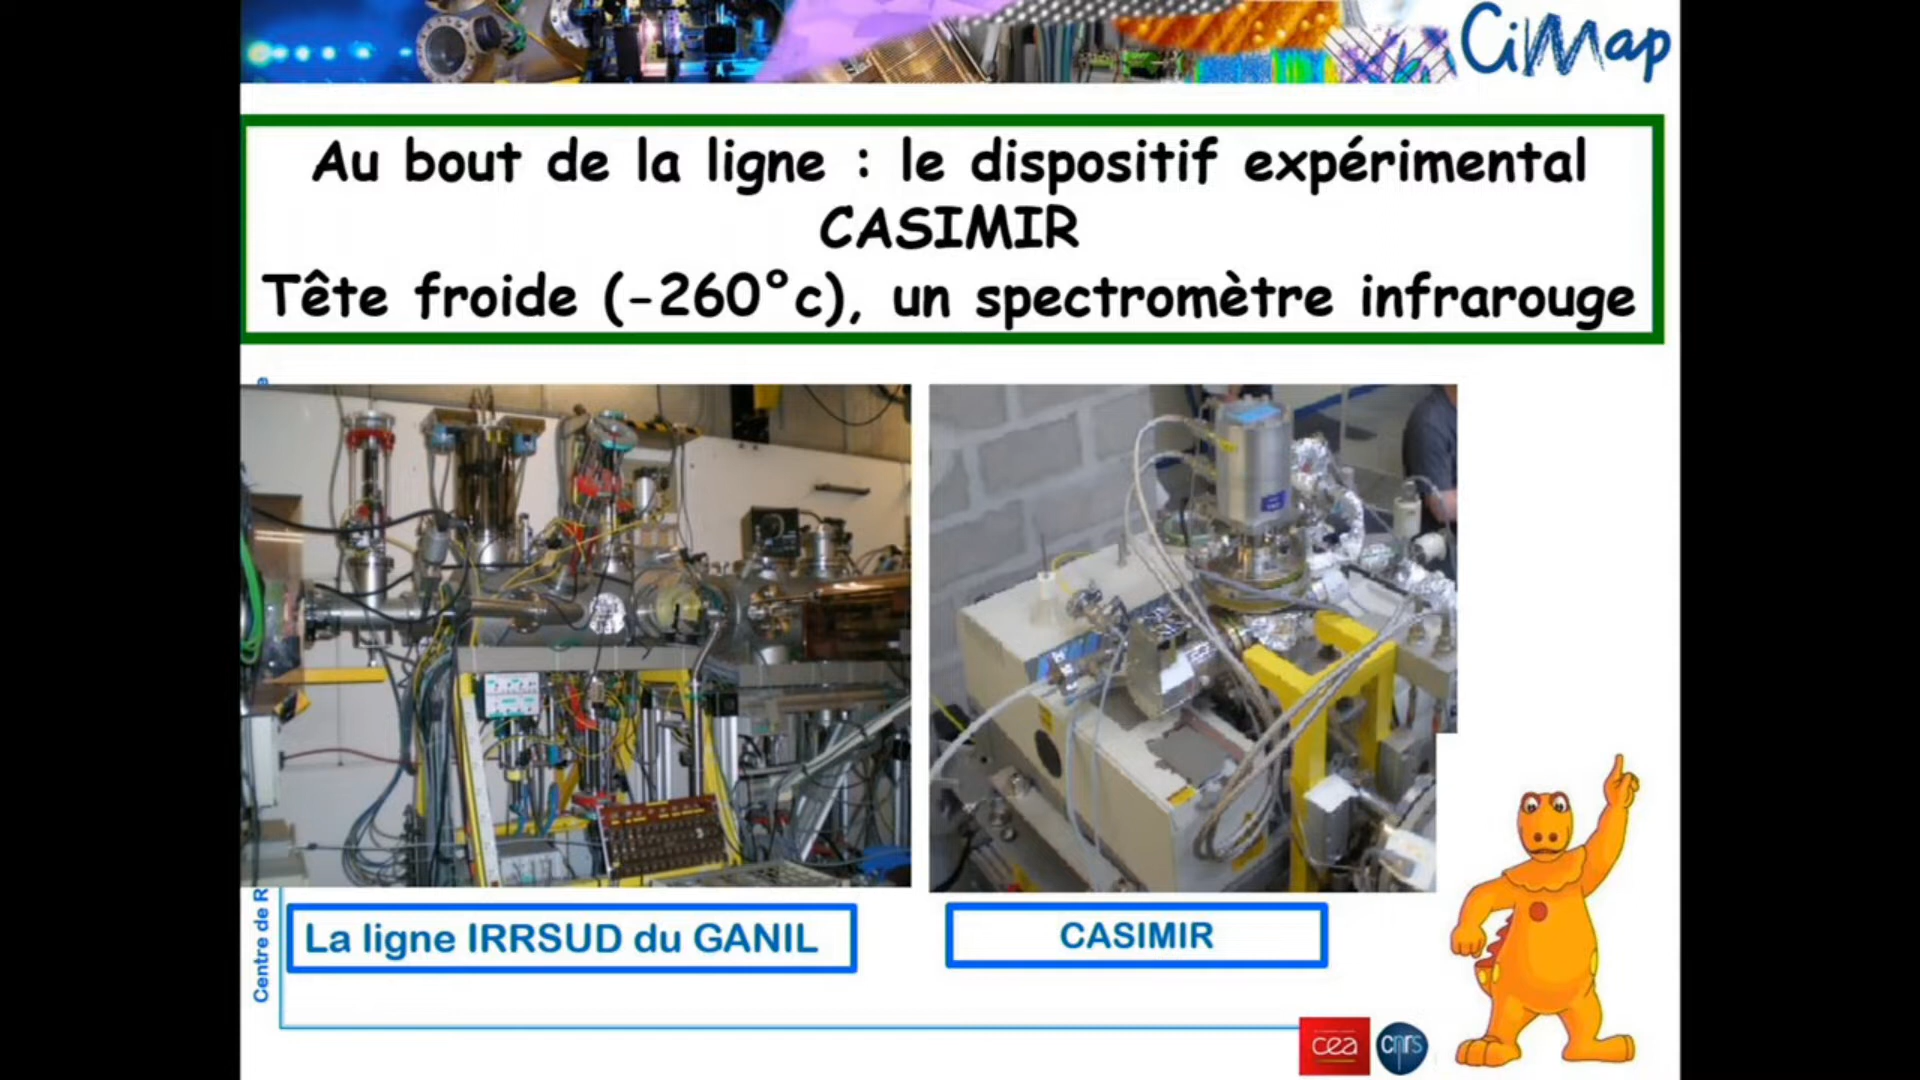 CiMap
Au bout de la ligne : le dispositif expérimental
CASIMIR
Tête froide (-260°c), un spectromètre infrarouge
Centre de R
La ligne IRRSUD du GANIL
CASIMIR
cea
cnrs